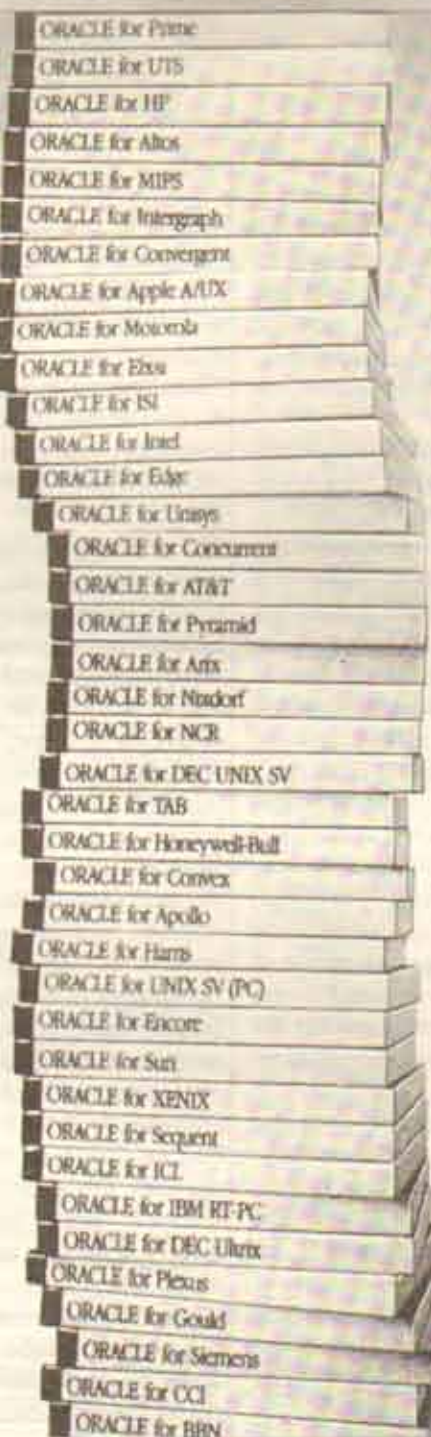 ORACLE for Prime
ORACLE for UTS
ORACLE for HP
ORACLE for Altos
ORACLE for MIPS
ORACLE for Intergraph
ORACLE for Convergent
ORACLE for Apple A/UX
ORACLE for Motorola
ORACLE for Elxsi
ORACLE for ISI
ORACLE for Intel
ORACLE for Edge
ORACLE for Unisys
ORACLE for Concurrent
ORACLE for AT&T
ORACLE for Pyramid
ORACLE for Arix
ORACLE for Nixdorf
ORACLE for NCR
ORACLE for DEC UNIX SV
ORACLE for TAB
ORACLE for Honeywell-Bull
ORACLE for Convex
ORACLE for Apollo
ORACLE for Harris
ORACLE for UNIX SV (PC)
ORACLE for Encore
ORACLE for Sun
ORACLE for XENIX
ORACLE for Sequent
ORACLE for ICL
ORACLE for IBM RT-PC
ORACLE for DEC Ultrix
ORACLE for Plexus
ORACLE for Gould
ORACLE for Siemens
ORACLE for CCI
ORACLE for BBN